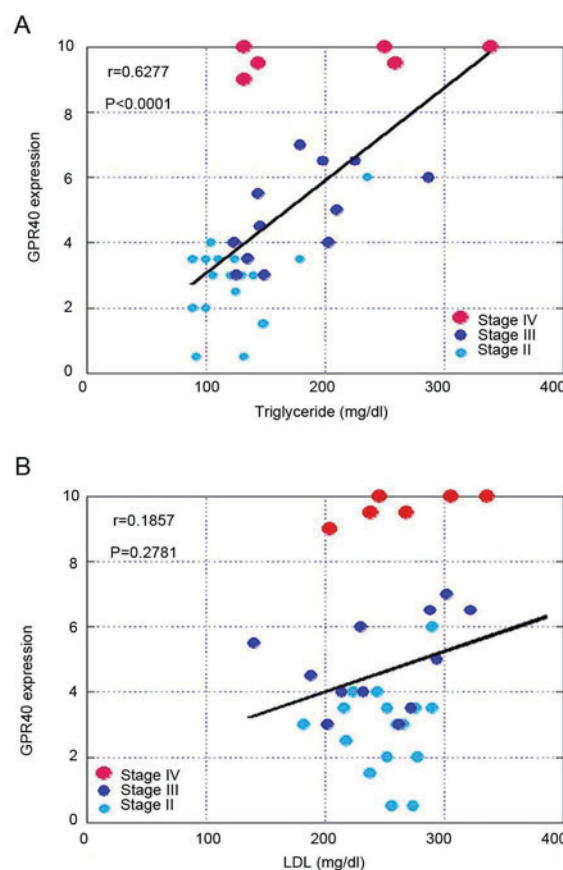 A
10
8
6
4
2
0
GPR40 expression
r=0.6277
P<0.0001
Stage IV
Stage III
Stage II
0 100 200 300 400
Triglyceride (mg/dl)
B
10
8
6
4
2
0
GPR40 expression
r=0.1857
P=0.2781
Stage IV
Stage III
Stage II
0 100 200 300 400
LDL (mg/dl)